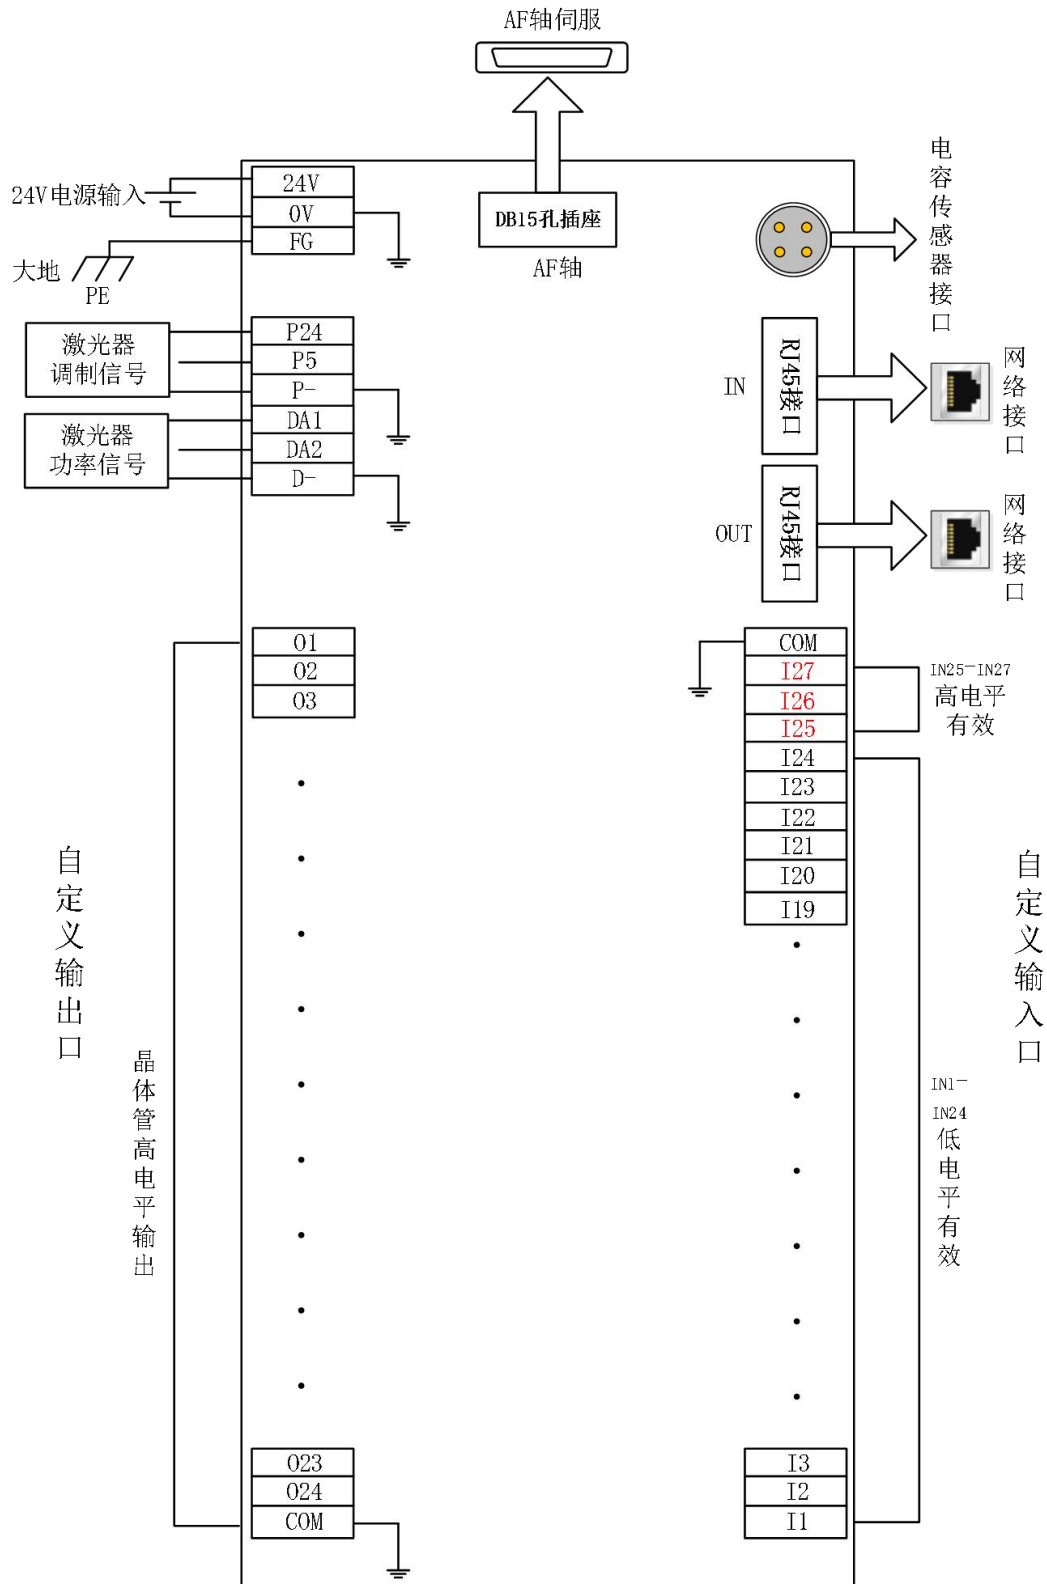 AF轴伺服
24V电源输入
24V
0V
FG
大地
PE
DB15孔插座
AF轴
电容传感器接口
激光器
调制信号
P24
P5
P-
激光器
功率信号
DA1
DA2
D-
IN
RJ45接口
网络接口
OUT
RJ45接口
网络接口
O1
O2
O3
COM
I27
I26
I25
I24
I23
I22
I21
I20
I19
IN25-IN27
高电平
有效
自定义输出口
晶体管高电平输出
自定义输入口
IN1-
IN24
低电平有效
O23
O24
COM
I3
I2
I1